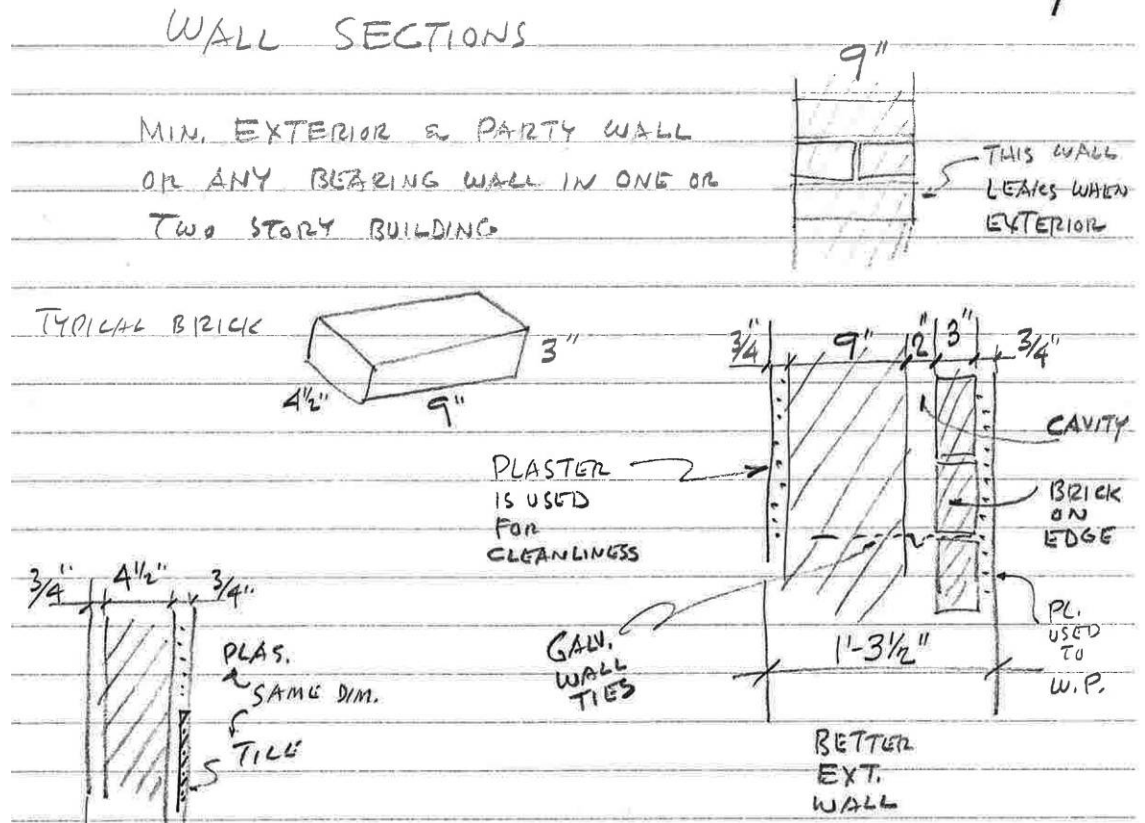 WALL SECTIONS
9"
MIN. EXTERIOR & PARTY WALL
OR ANY BEARING WALL IN ONE OR
TWO STORY BUILDING
THIS WALL
LEAKS WHEN
EXTERIOR
TYPICAL BRICK
4½"
9"
3"
3/4"
9"
2"
3"
3/4"
CAVITY
PLASTER
IS USED
FOR
CLEANLINESS
BRICK
ON
EDGE
3/4"
4½"
3/4"
PLAS.
SAME DIM.
TILE
GALV.
WALL
TIES
1'-3½"
PL.
USED
TO
W.P.
BETTER
EXT.
WALL